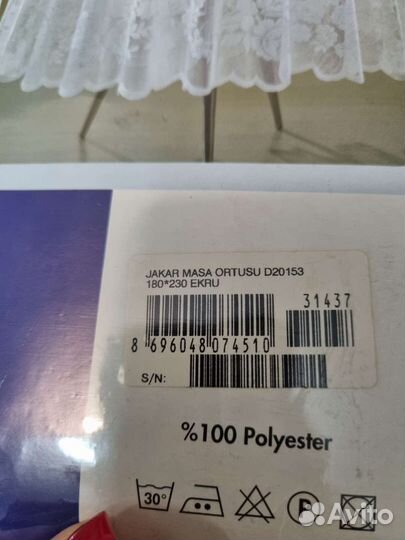 JAKAR MASA ORTUSU D20153
180*230 EKRU
31437
8 696048 074510
S/N:
%100 Polyester
30°
P
Avito